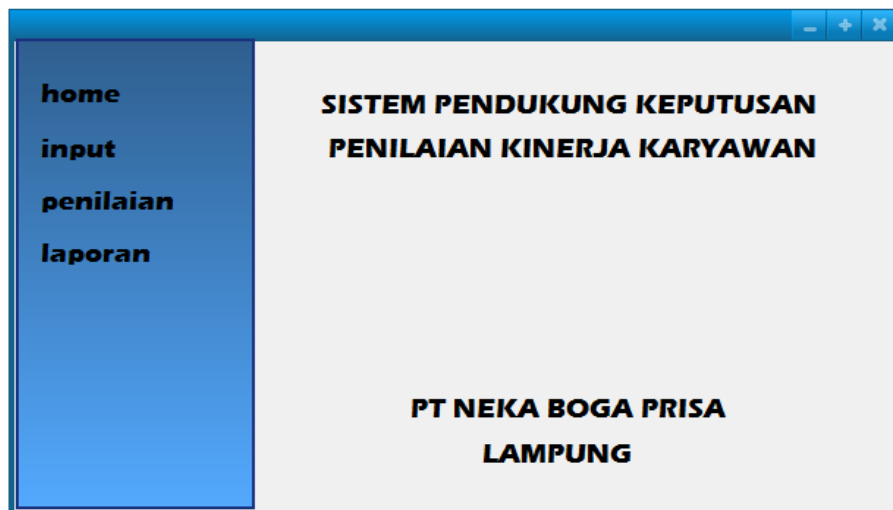 home
input
penilaian
laporan
SISTEM PENDUKUNG KEPUTUSAN
PENILAIAN KINERJA KARYAWAN
PT NEKA BOGA PRISA
LAMPUNG